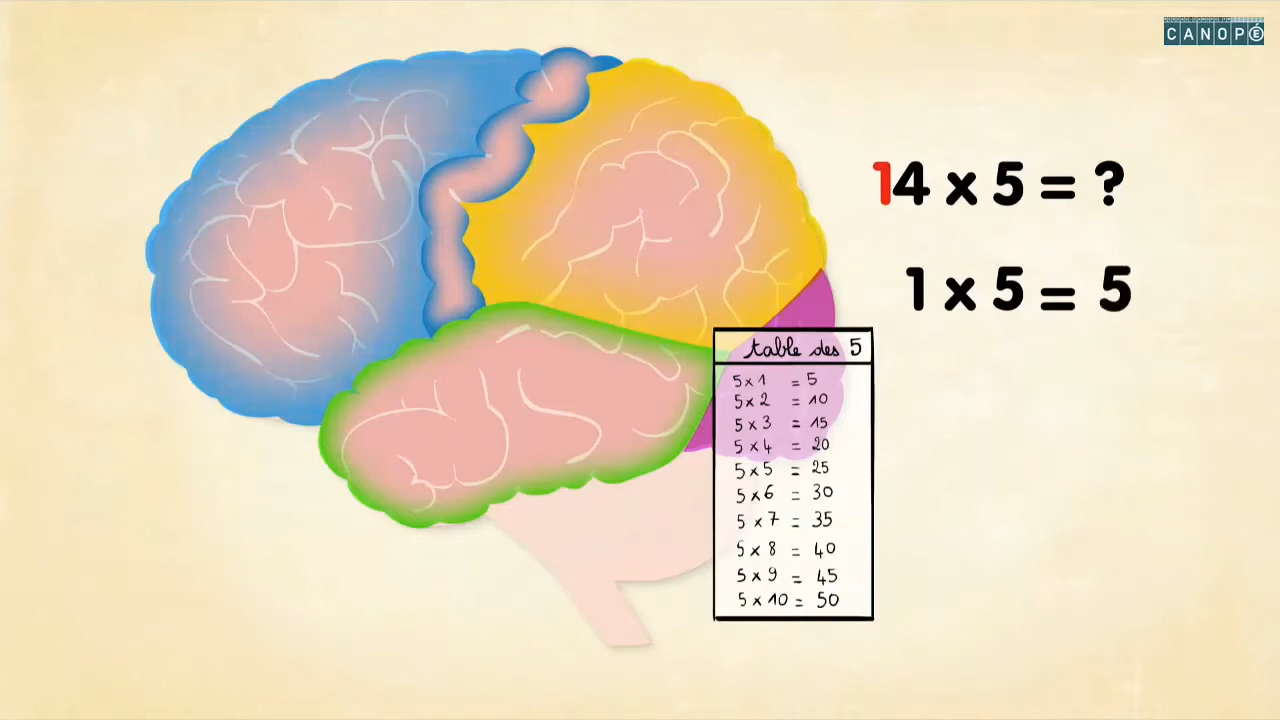 CANOPÉ
14 x 5 = ?
1 x 5 = 5
table des 5
5 x 1 = 5
5 x 2 = 10
5 x 3 = 15
5 x 4 = 20
5 x 5 = 25
5 x 6 = 30
5 x 7 = 35
5 x 8 = 40
5 x 9 = 45
5 x 10 = 50